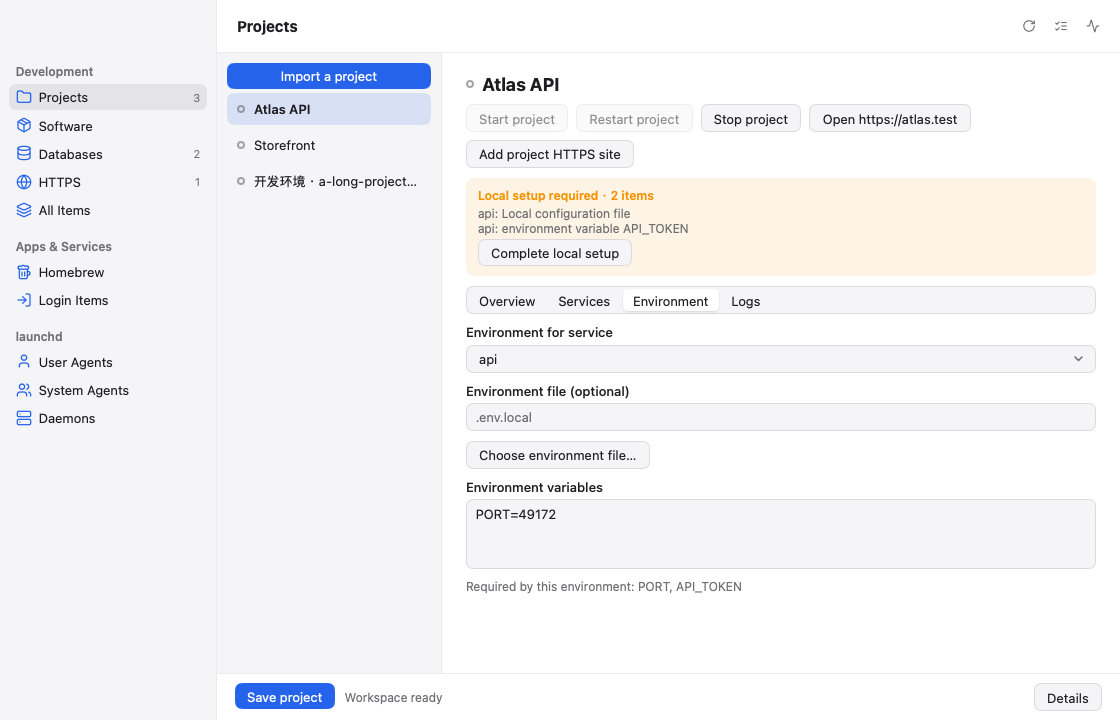 Projects
Development
Projects 3
Software
Databases 2
HTTPS 1
All Items
Apps & Services
Homebrew
Login Items
launchd
User Agents
System Agents
Daemons
Import a project
Atlas API
Storefront
开发环境 · a-long-project...
Atlas API
Start project
Restart project
Stop project
Open https://atlas.test
Add project HTTPS site
Local setup required · 2 items
api: Local configuration file
api: environment variable API_TOKEN
Complete local setup
Overview
Services
Environment
Logs
Environment for service
api
Environment file (optional)
.env.local
Choose environment file...
Environment variables
PORT=49172
Required by this environment: PORT, API_TOKEN
Save project
Workspace ready
Details